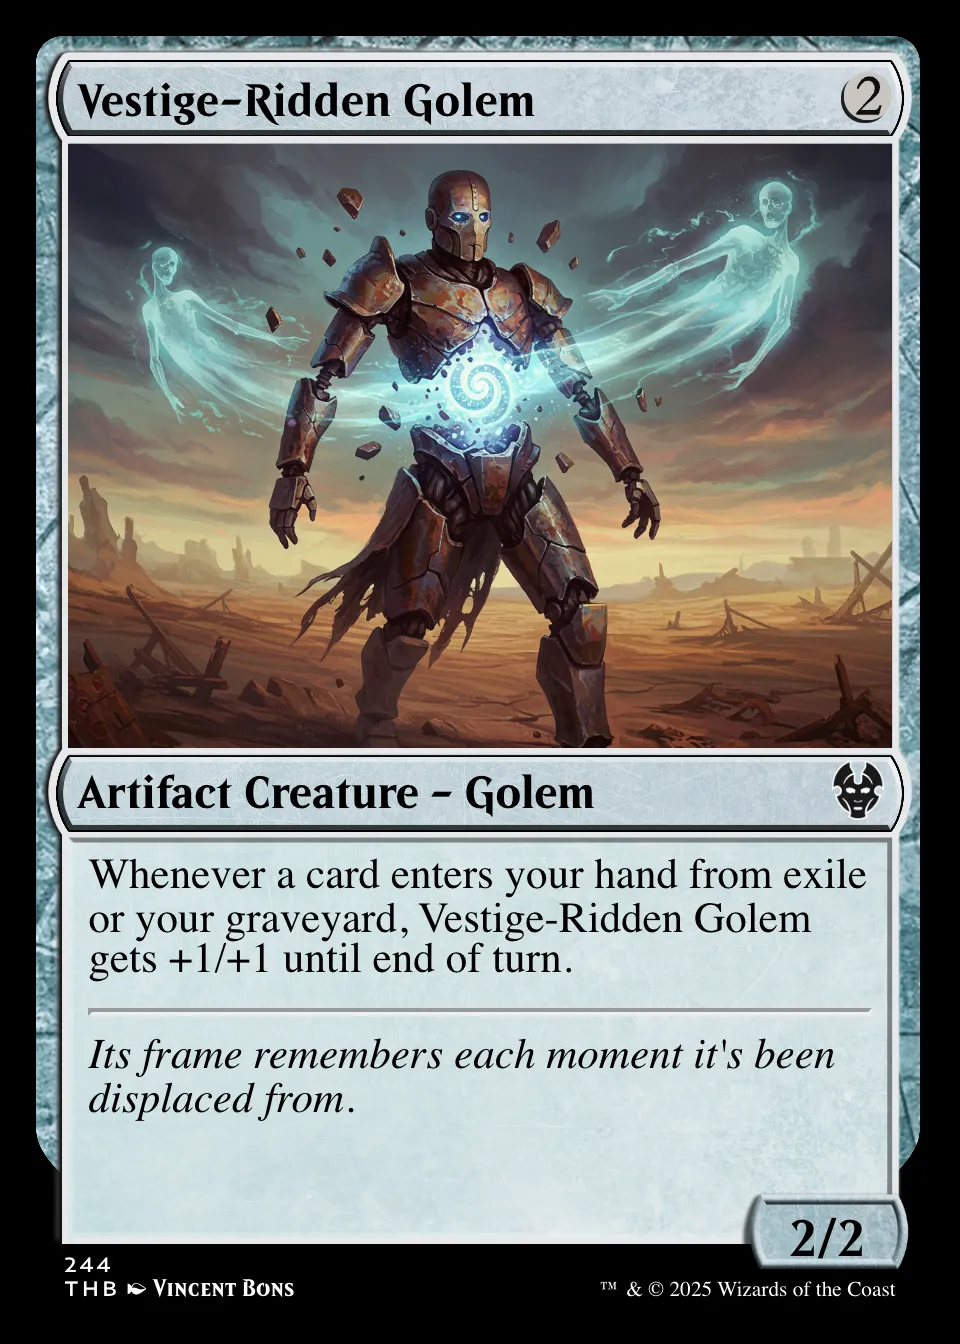 Vestige-Ridden Golem 2
Artifact Creature – Golem
Whenever a card enters your hand from exile
or your graveyard, Vestige-Ridden Golem
gets +1/+1 until end of turn.
Its frame remembers each moment it's been
displaced from.
2/2
244
THB VINCENT BONS
™ & © 2025 Wizards of the Coast